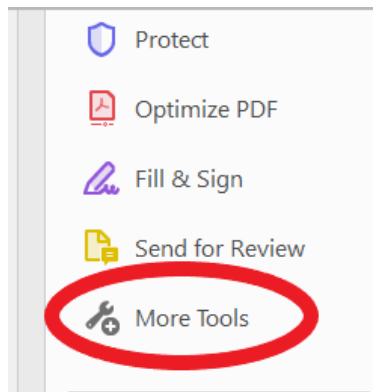 Protect
Optimize PDF
Fill & Sign
Send for Review
More Tools